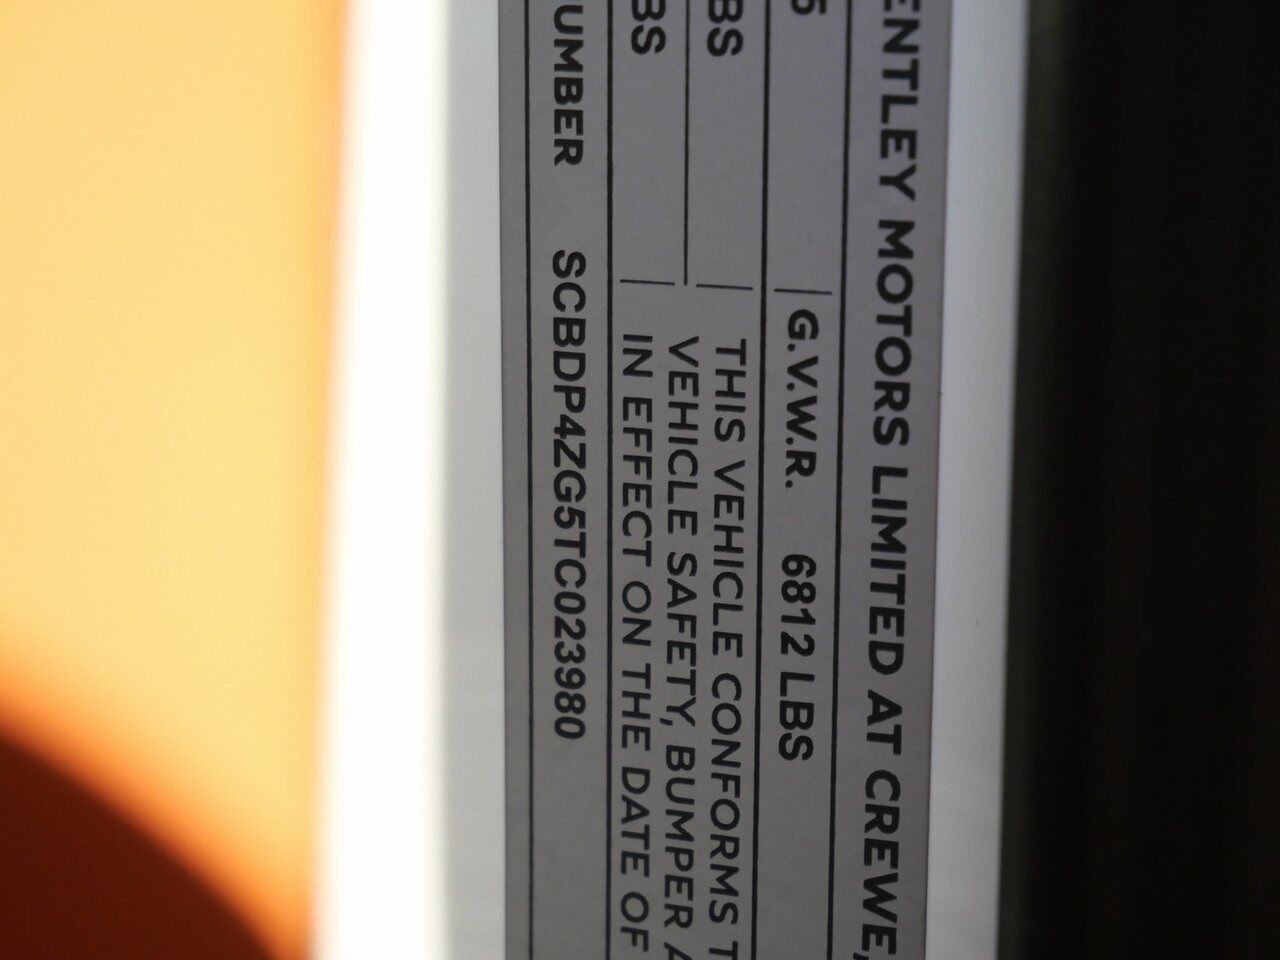 ENTLEY MOTORS LIMITED AT CREWE,
5 G.V.W.R. 6812 LBS
BS THIS VEHICLE CONFORMS T
VEHICLE SAFETY, BUMPER A
BS IN EFFECT ON THE DATE OF
UMBER SCBDP4ZG5TC023980